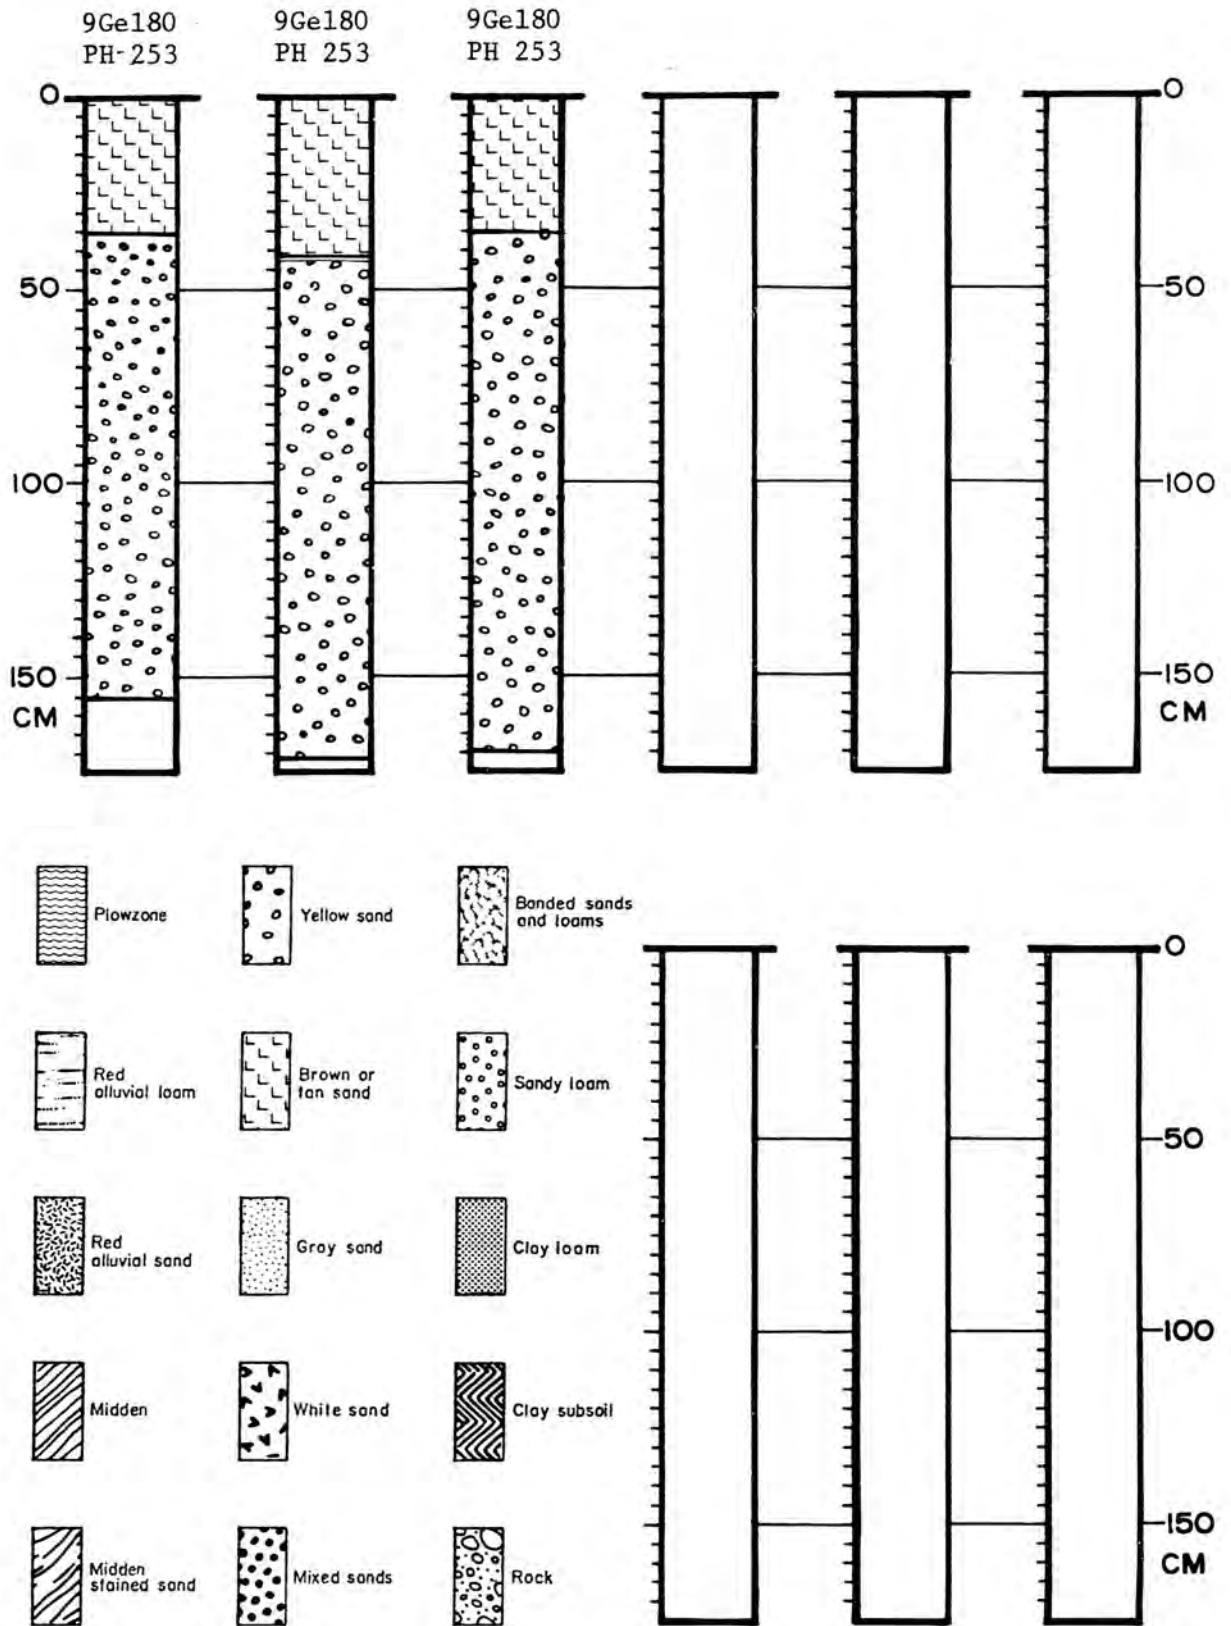 9Ge180 9Ge180 9Ge180
PH-253 PH 253 PH 253
0 0
50 50
100 100
150 150
CM CM
Plowzone
Yellow sand
Banded sands
and loams
Red
alluvial loam
Brown or
tan sand
Sandy loam
Red
alluvial sand
Gray sand
Clay loam
Midden
White sand
Clay subsoil
Midden
stained sand
Mixed sands
Rock
0
50
100
150
CM